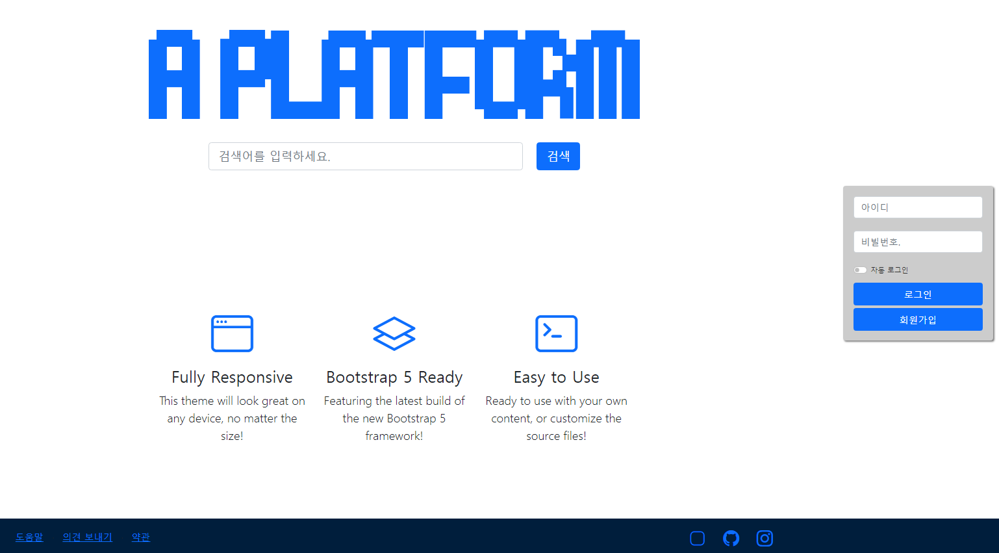 A PLATFORM
검색어를 입력하세요.
검색
아이디
비빌번호.
자동 로그인
로그인
회원가입
Fully Responsive
This theme will look great on
any device, no matter the
size!
Bootstrap 5 Ready
Featuring the latest build of
the new Bootstrap 5
framework!
Easy to Use
Ready to use with your own
content, or customize the
source files!
도움말 의견 보내기 약관